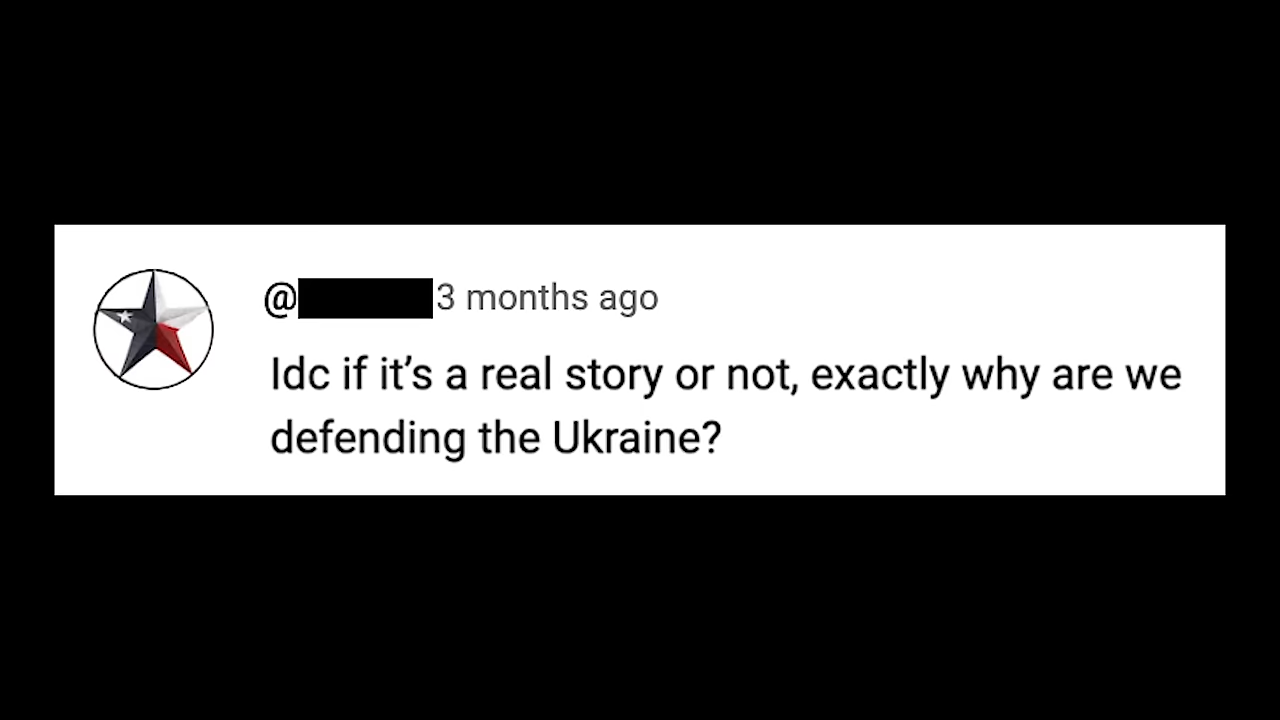 @ 3 months ago
Idc if it’s a real story or not, exactly why are we
defending the Ukraine?